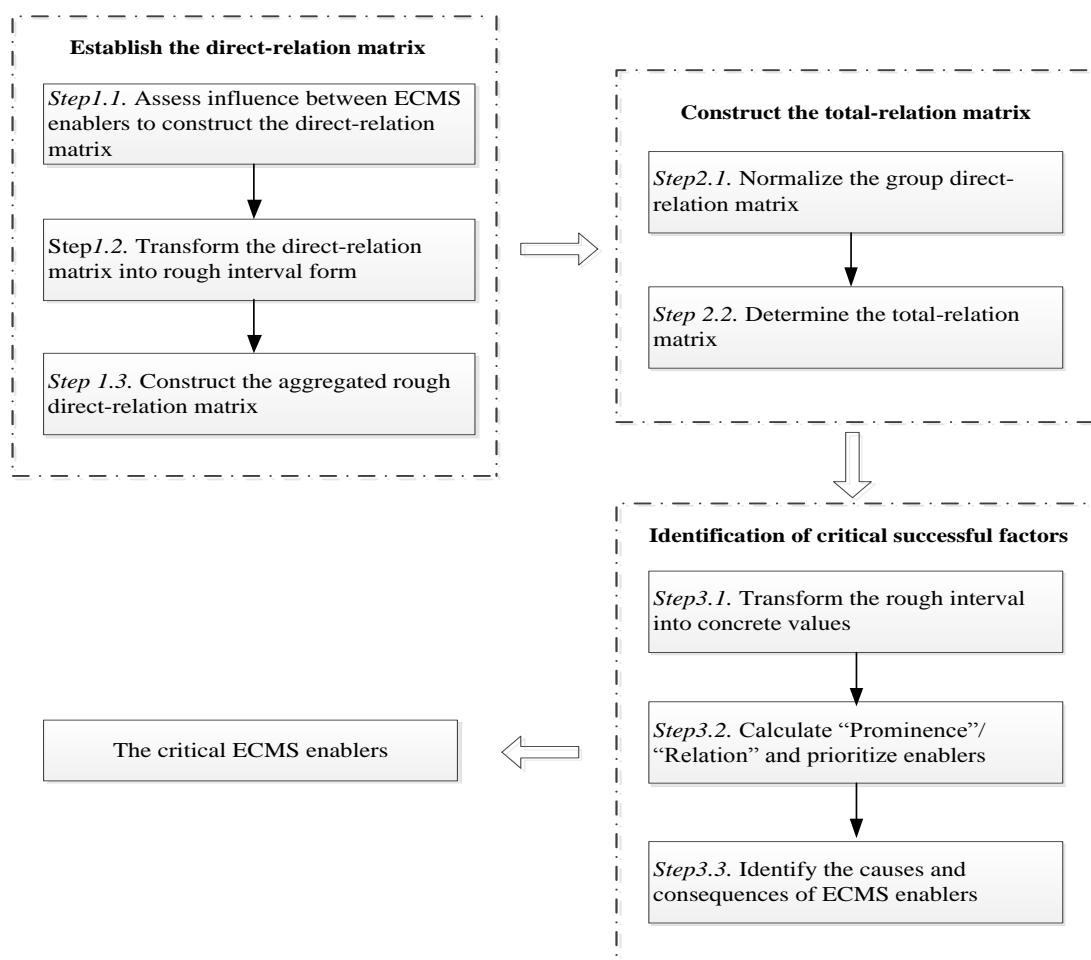 Establish the direct-relation matrix
Step1.1. Assess influence between ECMS
enablers to construct the direct-relation
matrix
Step1.2. Transform the direct-relation
matrix into rough interval form
Step 1.3. Construct the aggregated rough
direct-relation matrix
Construct the total-relation matrix
Step2.1. Normalize the group direct-
relation matrix
Step 2.2. Determine the total-relation
matrix
Identification of critical successful factors
Step3.1. Transform the rough interval
into concrete values
Step3.2. Calculate “Prominence”/
“Relation” and prioritize enablers
Step3.3. Identify the causes and
consequences of ECMS enablers
The critical ECMS enablers